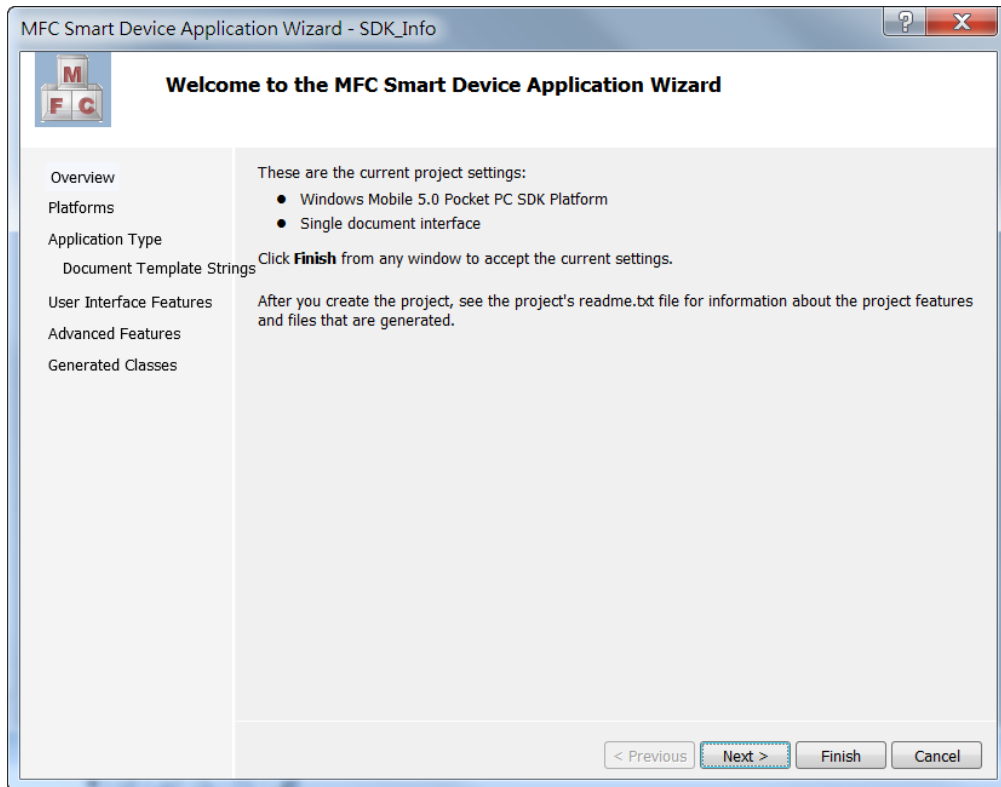 MFC Smart Device Application Wizard - SDK_Info
?
X
M
F C
Welcome to the MFC Smart Device Application Wizard
Overview
Platforms
Application Type
Document Template Strings
User Interface Features
Advanced Features
Generated Classes
These are the current project settings:
● Windows Mobile 5.0 Pocket PC SDK Platform
● Single document interface
Click Finish from any window to accept the current settings.
After you create the project, see the project's readme.txt file for information about the project features
and files that are generated.
< Previous Next > Finish Cancel